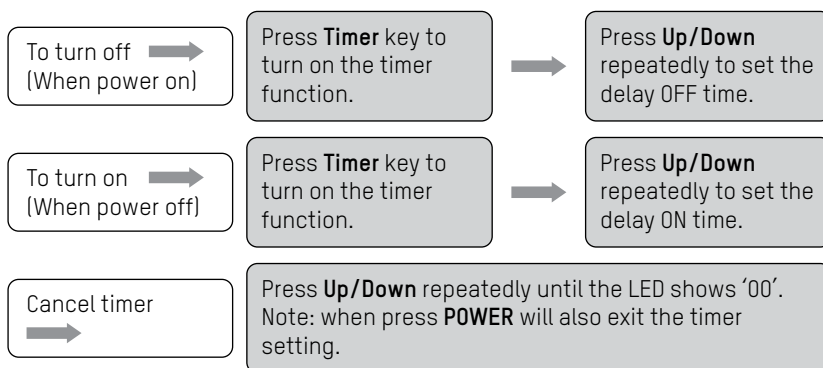 To turn off
(When power on)
Press Timer key to
turn on the timer
function.
Press Up/Down
repeatedly to set the
delay OFF time.
To turn on
(When power off)
Press Timer key to
turn on the timer
function.
Press Up/Down
repeatedly to set the
delay ON time.
Cancel timer
Press Up/Down repeatedly until the LED shows ‘00’.
Note: when press POWER will also exit the timer
setting.